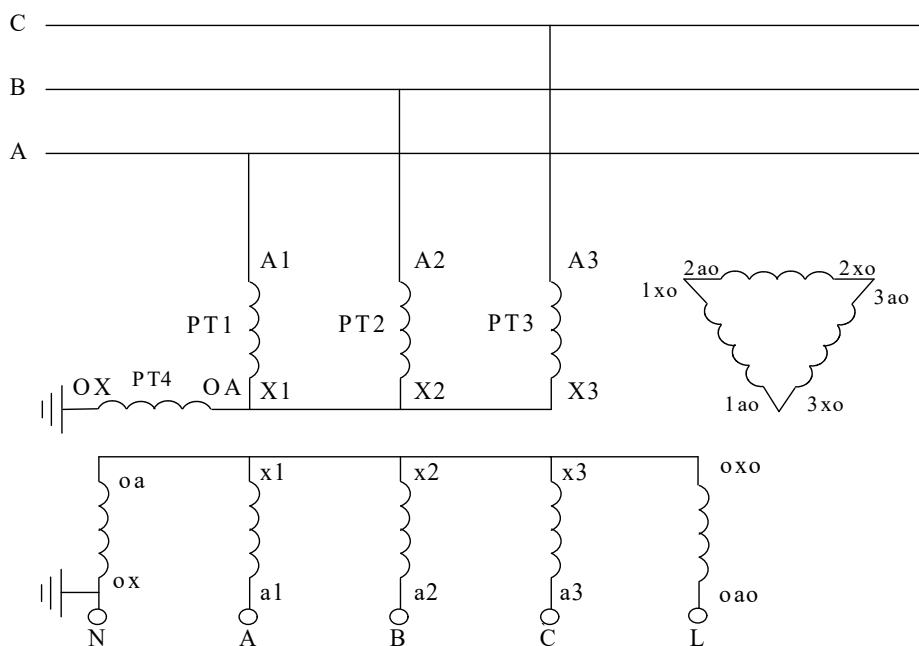 C
B
A
A1 A2 A3
2ao 2xo
1xo 3ao
PT1 PT2 PT3
OX PT4 OA X1 X2 X3
1ao 3xo
oa x1 x2 x3 oxo
ox a1 a2 a3 oao
N A B C L